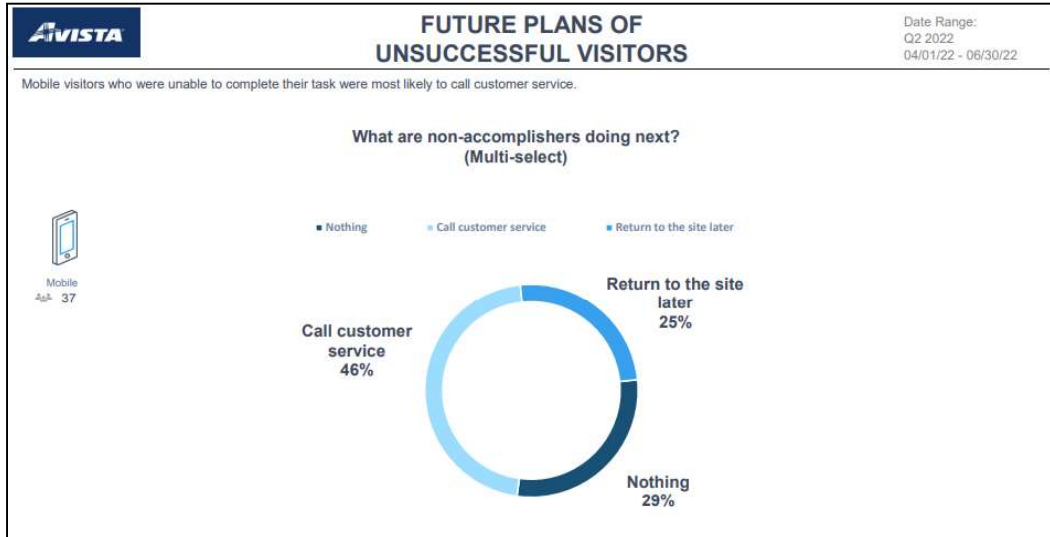 AVISTA
FUTURE PLANS OF
UNSUCCESSFUL VISITORS
Date Range:
Q2 2022
04/01/22 - 06/30/22
Mobile visitors who were unable to complete their task were most likely to call customer service.
What are non-accomplishers doing next?
(Multi-select)
Nothing
Call customer service
Return to the site later
Mobile
37
Return to the site
later
25%
Call customer
service
46%
Nothing
29%